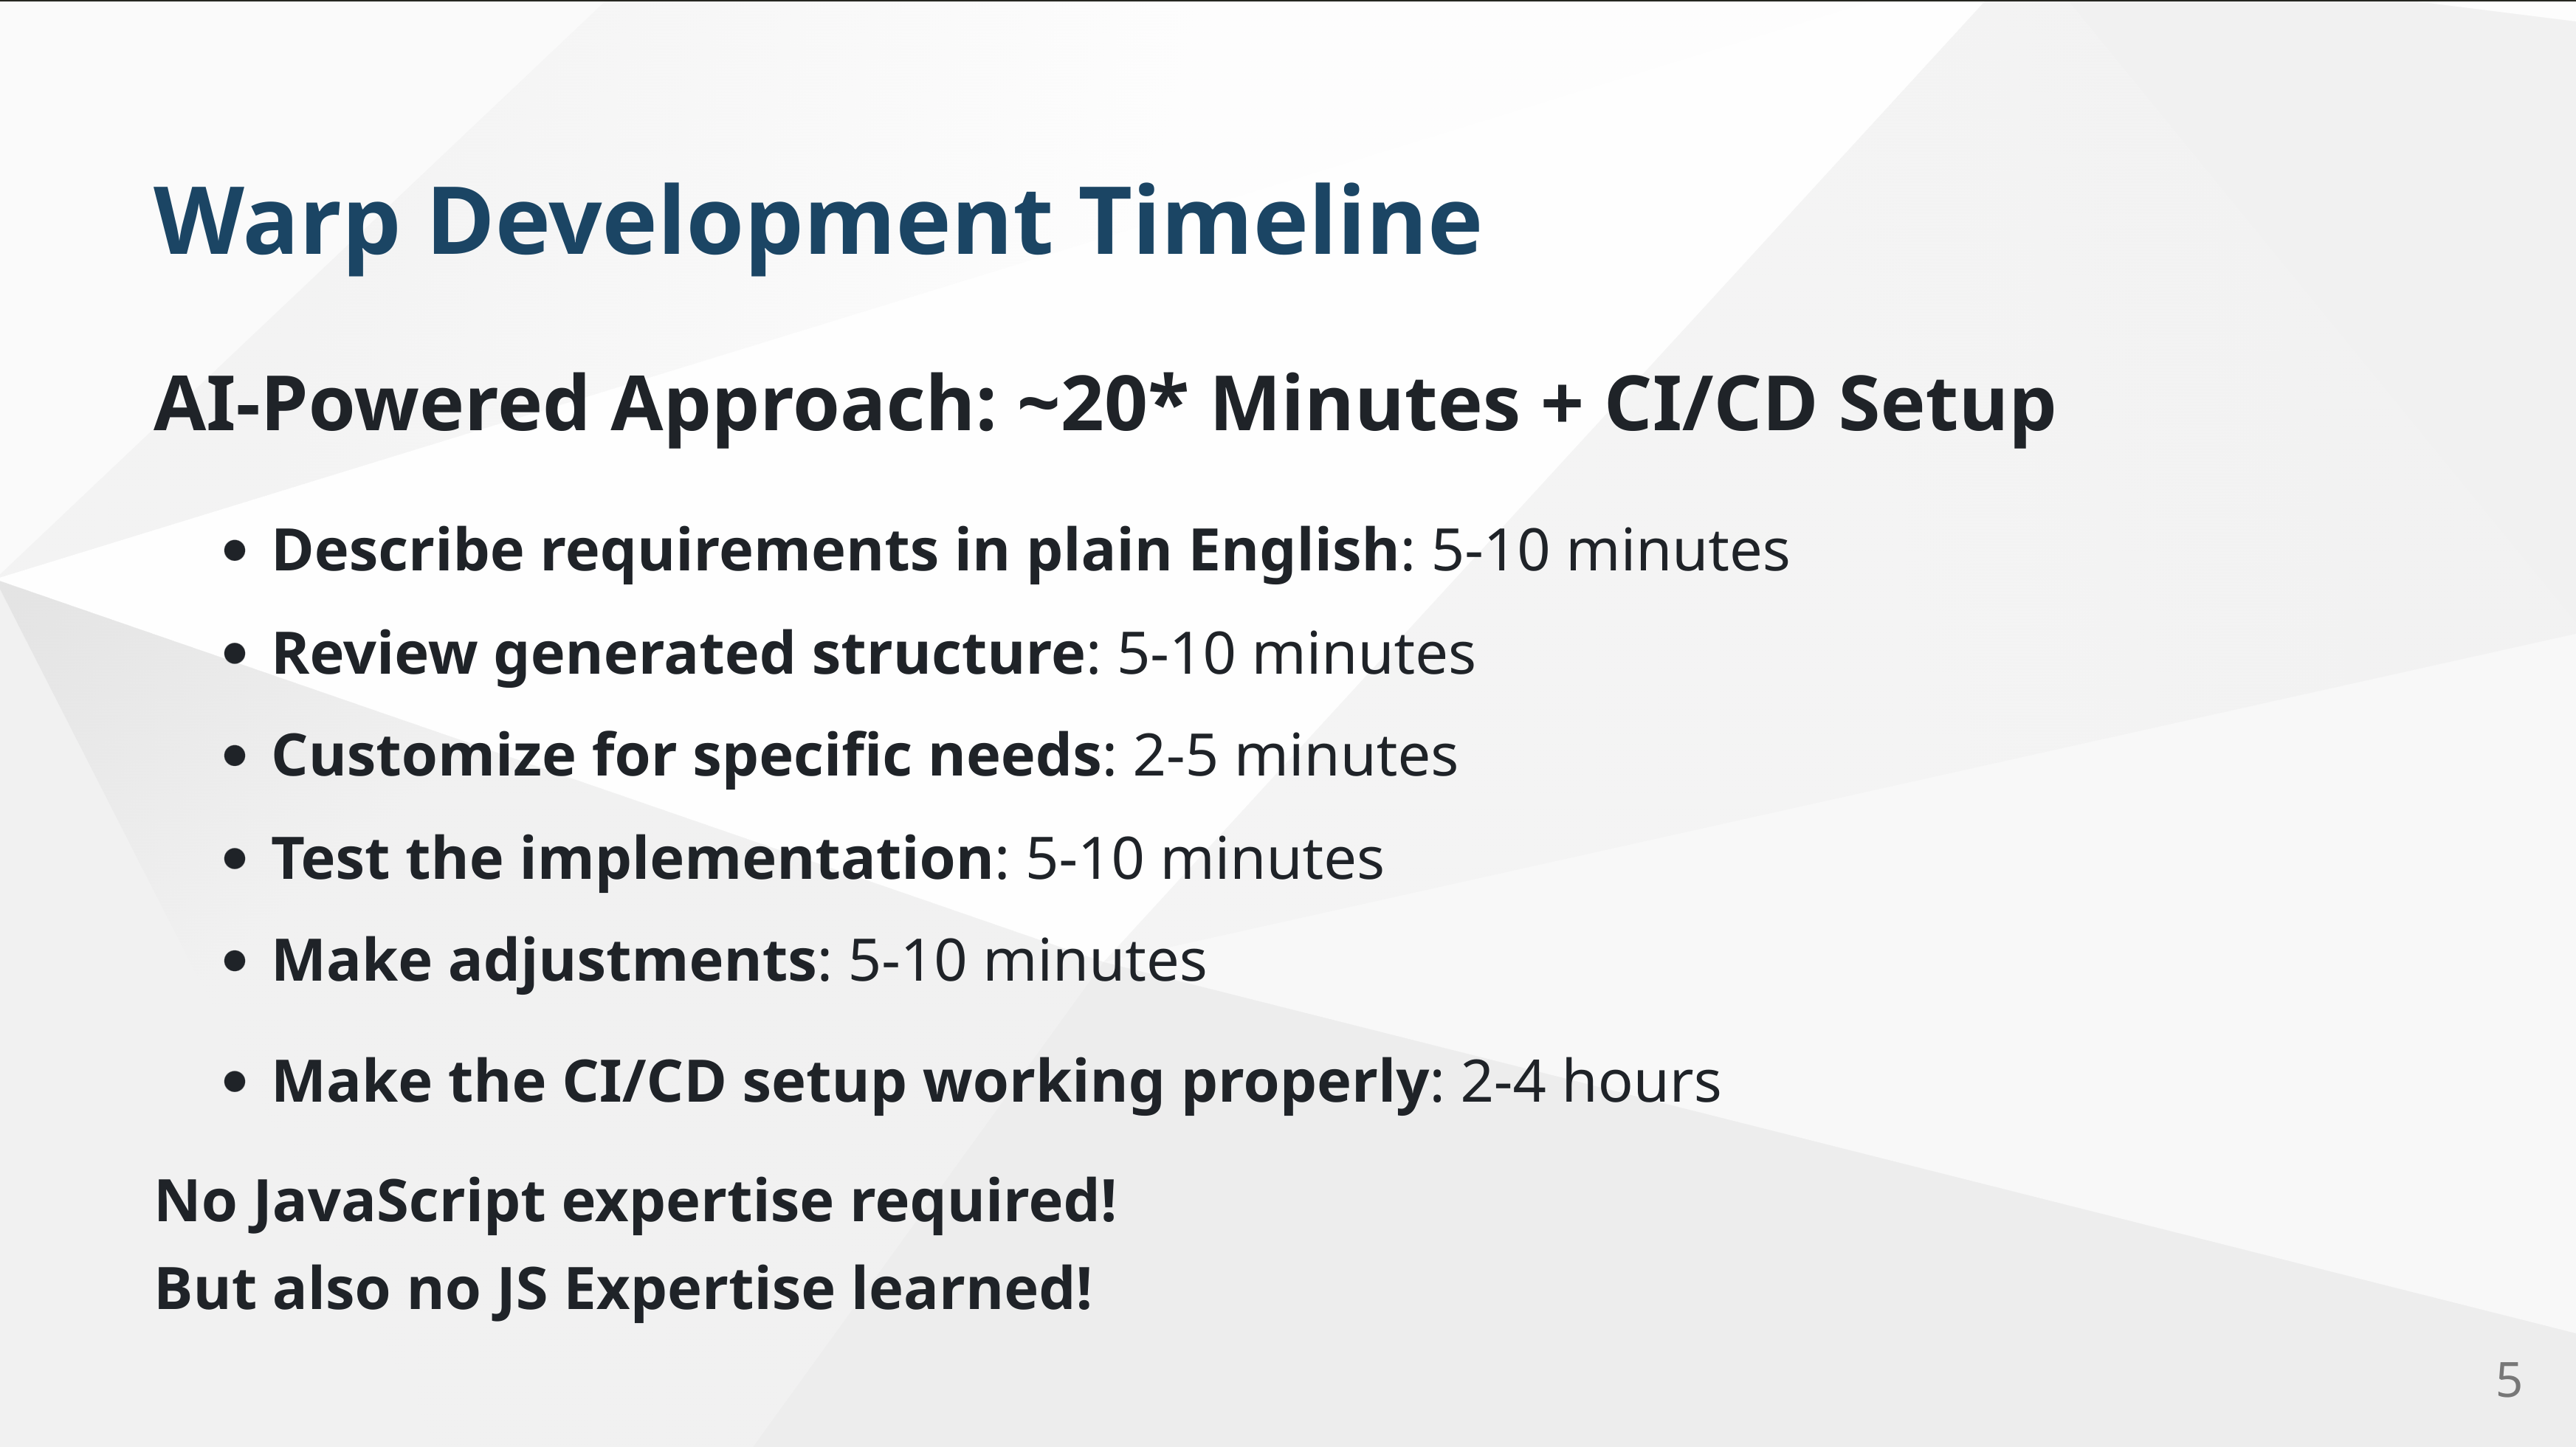 Warp Development Timeline
AI-Powered Approach: ~20* Minutes + CI/CD Setup
• Describe requirements in plain English: 5-10 minutes
• Review generated structure: 5-10 minutes
• Customize for specific needs: 2-5 minutes
• Test the implementation: 5-10 minutes
• Make adjustments: 5-10 minutes
• Make the CI/CD setup working properly: 2-4 hours
No JavaScript expertise required!
But also no JS Expertise learned!
5